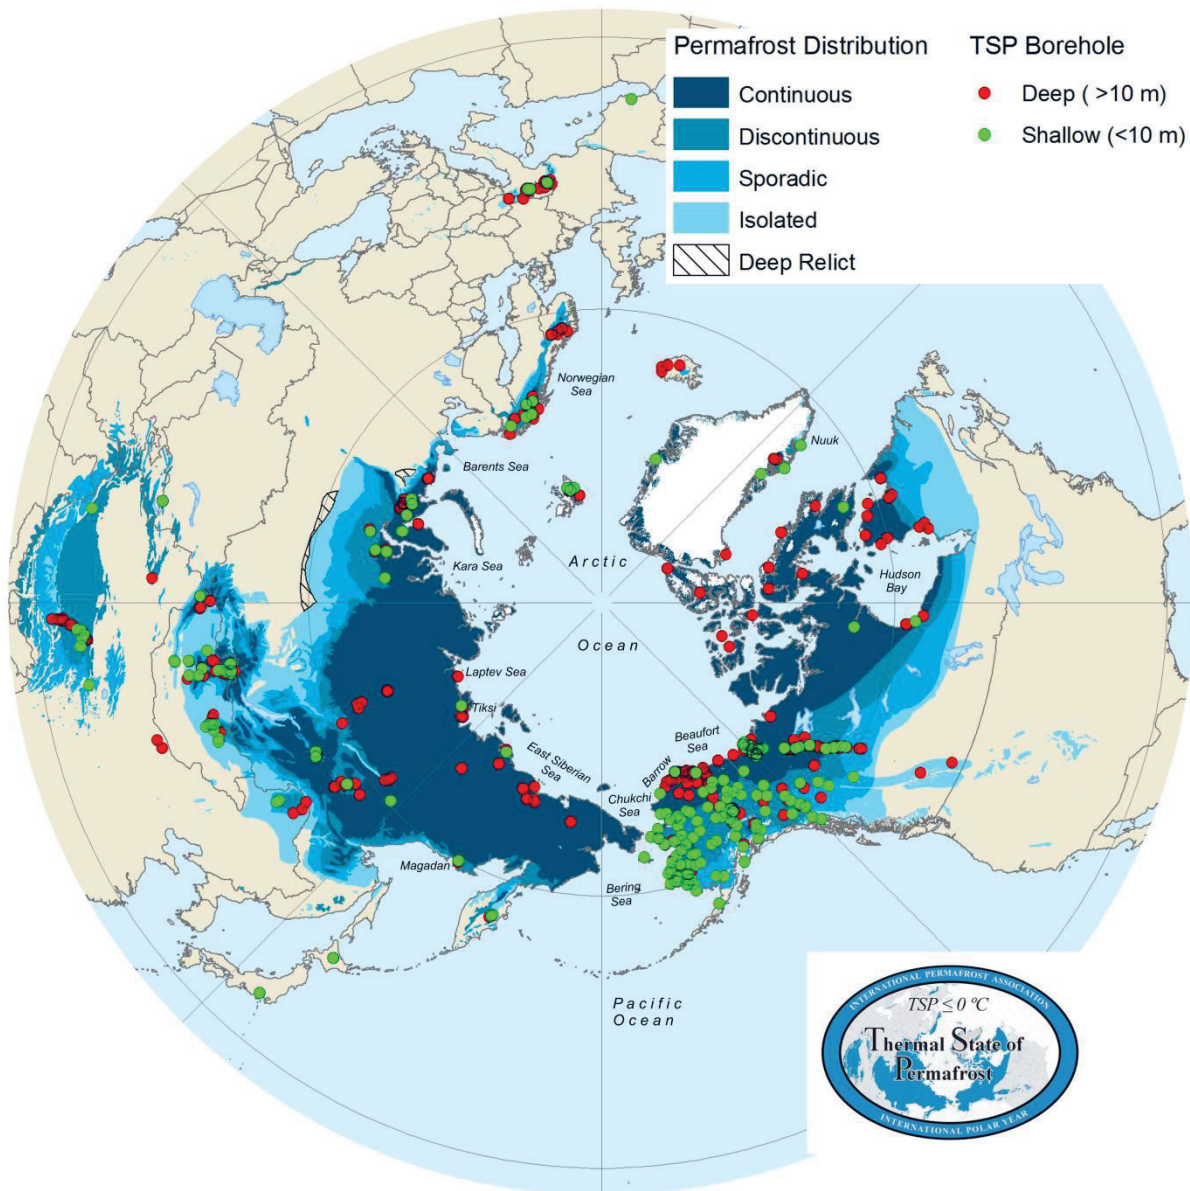 Permafrost Distribution
Continuous
Discontinuous
Sporadic
Isolated
Deep Relict
TSP Borehole
Deep ( >10 m)
Shallow (<10 m)
Norwegian
Sea
Nuuk
Barents Sea
Kara Sea
Arctic
Ocean
Hudson
Bay
Laptev Sea
Tiksi
East Siberian
Sea
Beaufort
Sea
Barrow
Chukchi
Sea
Magadan
Bering
Sea
Pacific
Ocean
INTERNATIONAL PERMAFROST ASSOCIATION
TSP ≤ 0 ºC
Thermal State of
Permafrost
INTERNATIONAL POLAR YEAR